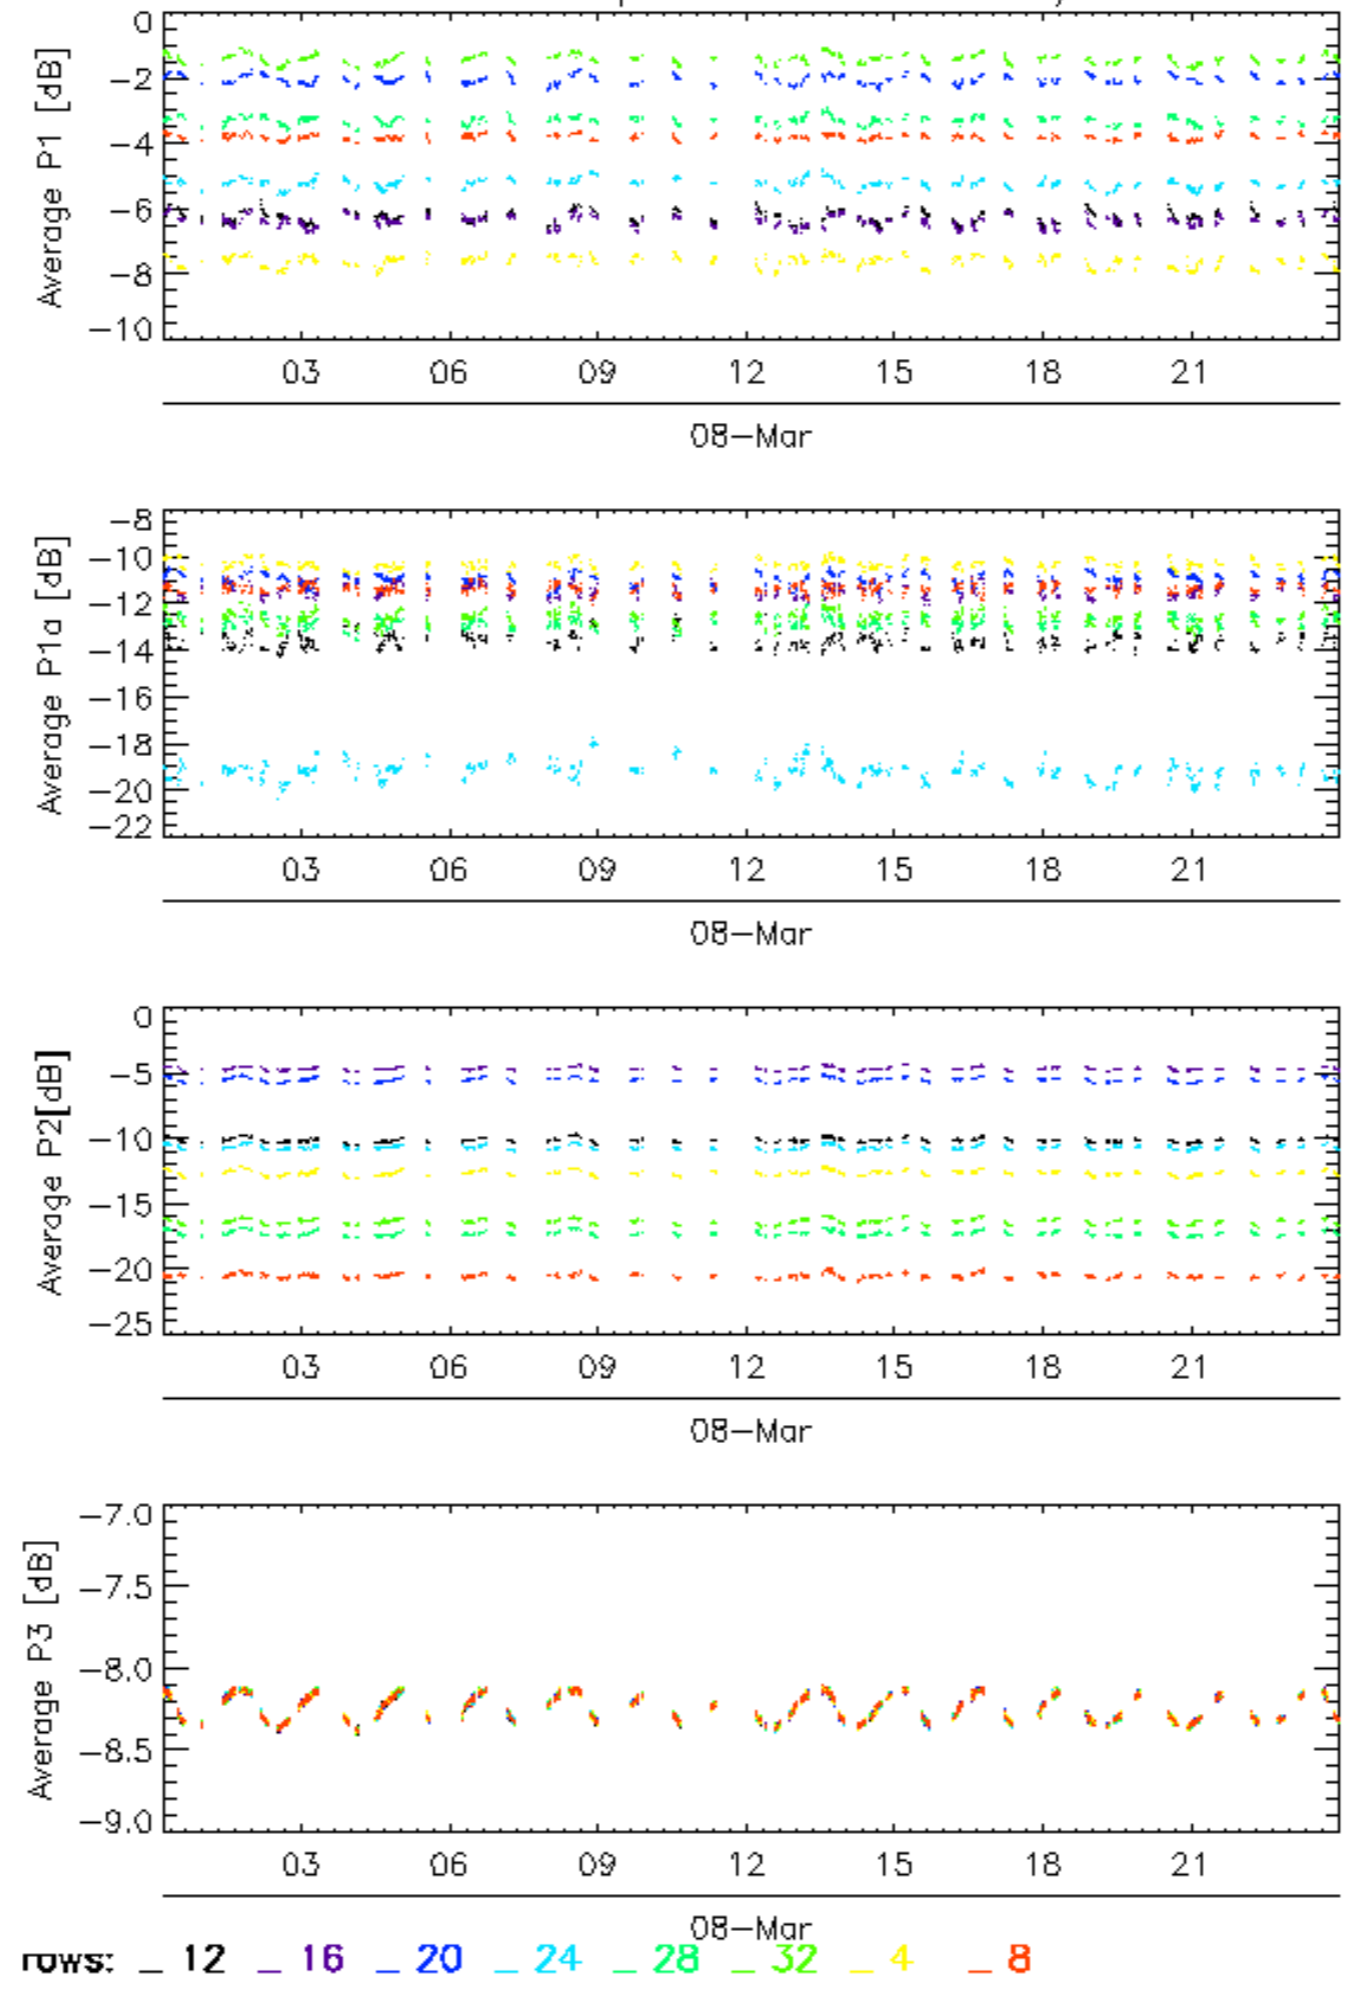 0
−2
−4
−6
−8
−10
Average P1 [dB]
03 06 09 12 15 18 21
08−Mar
−8
−10
−12
−14
−16
−18
−20
−22
Average P1a [dB]
03 06 09 12 15 18 21
08−Mar
0
−5
−10
−15
−20
−25
Average P2[dB]
03 06 09 12 15 18 21
08−Mar
−7.0
−7.5
−8.0
−8.5
−9.0
Average P3 [dB]
03 06 09 12 15 18 21
08−Mar
rows: _ 12 _ 16 _ 20 _ 24 _ 28 _ 32 _ 4 _ 8